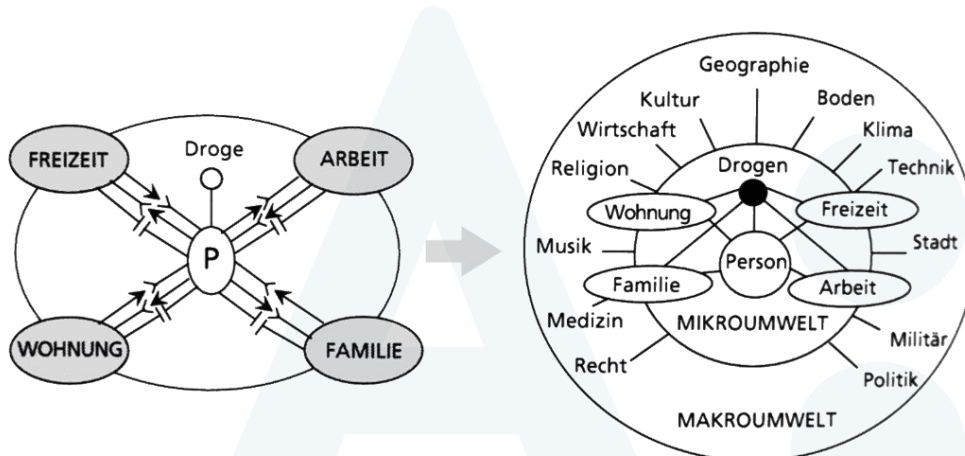 FREIZEIT
Droge
ARBEIT
P
WOHNUNG
FAMILIE
Geographie
Kultur
Boden
Wirtschaft
Klima
Religion
Drogen
Technik
Wohnung
Freizeit
Musik
Person
Stadt
Familie
Arbeit
Medizin
MIKROUMWELT
Militär
Recht
Politik
MAKROUMWELT